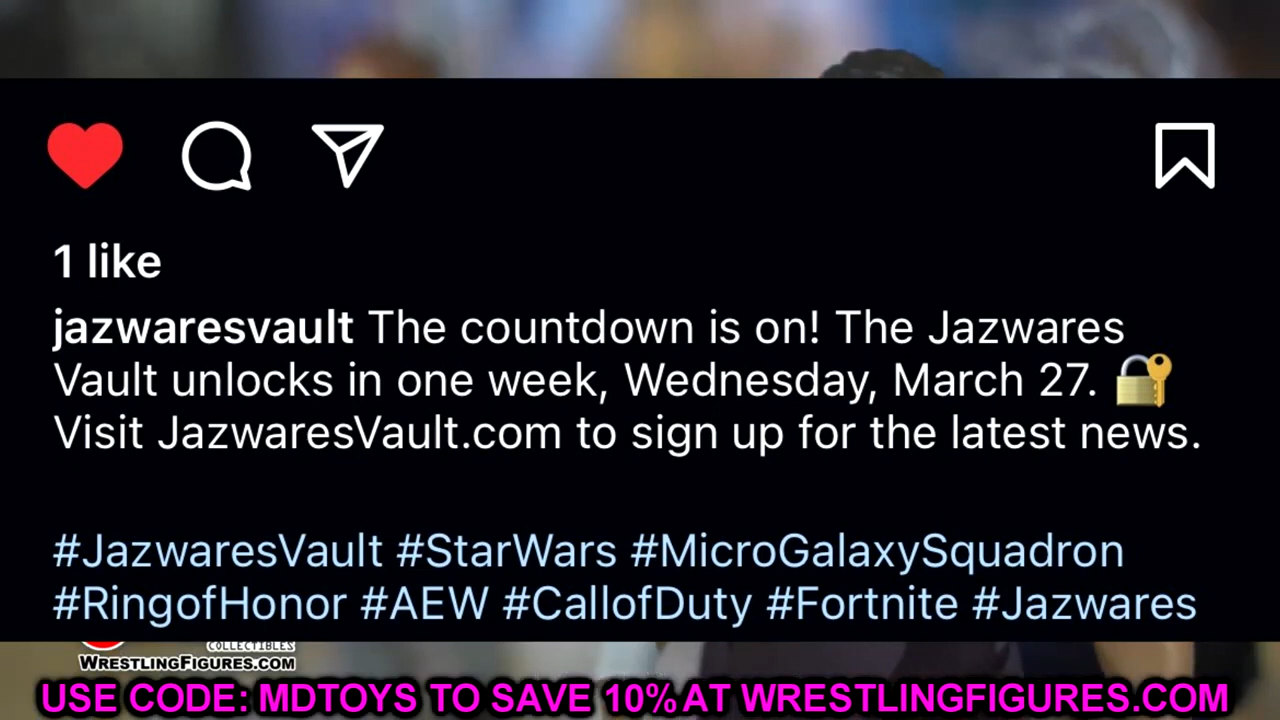 1 like
jazwaresvault The countdown is on! The Jazwares
Vault unlocks in one week, Wednesday, March 27. 🔐
Visit JazwaresVault.com to sign up for the latest news.
#JazwaresVault #StarWars #MicroGalaxySquadron
#RingofHonor #AEW #CallofDuty #Fortnite #Jazwares
COLLECTIBLES
WRESTLINGFIGURES.COM
USE CODE: MDTOYS TO SAVE 10% AT WRESTLINGFIGURES.COM